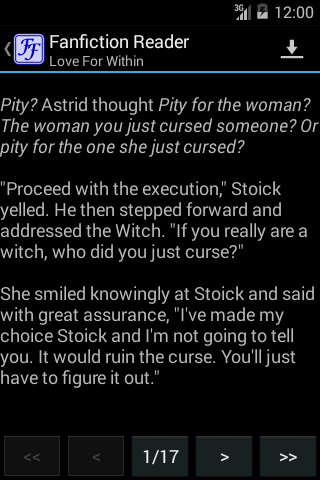 3G 12:00
FF Fanfiction Reader
Love For Within
Pity? Astrid thought Pity for the woman?
The woman you just cursed someone? Or
pity for the one she just cursed?
"Proceed with the execution," Stoick
yelled. He then stepped forward and
addressed the Witch. "If you really are a
witch, who did you just curse?"
She smiled knowingly at Stoick and said
with great assurance, "I've made my
choice Stoick and I'm not going to tell
you. It would ruin the curse. You'll just
have to figure it out."
<< < 1/17 > >>